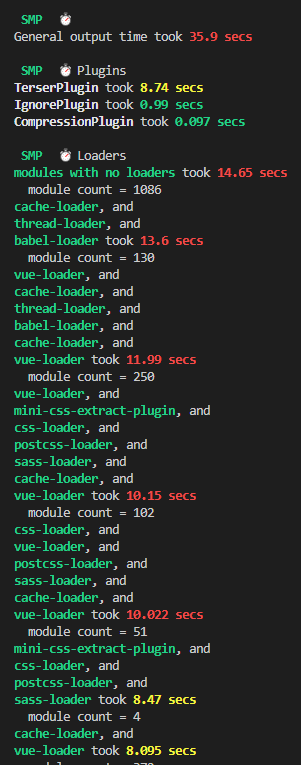 SMP ⏱
General output time took 35.9 secs

SMP ⏱ Plugins
TerserPlugin took 8.74 secs
IgnorePlugin took 0.99 secs
CompressionPlugin took 0.097 secs

SMP ⏱ Loaders
modules with no loaders took 14.65 secs
  module count = 1086
cache-loader, and
thread-loader, and
babel-loader took 13.6 secs
  module count = 130
vue-loader, and
cache-loader, and
thread-loader, and
babel-loader, and
cache-loader, and
vue-loader took 11.99 secs
  module count = 250
vue-loader, and
mini-css-extract-plugin, and
css-loader, and
postcss-loader, and
sass-loader, and
cache-loader, and
vue-loader took 10.15 secs
  module count = 102
css-loader, and
vue-loader, and
postcss-loader, and
sass-loader, and
cache-loader, and
vue-loader took 10.022 secs
  module count = 51
mini-css-extract-plugin, and
css-loader, and
postcss-loader, and
sass-loader took 8.47 secs
  module count = 4
cache-loader, and
vue-loader took 8.095 secs